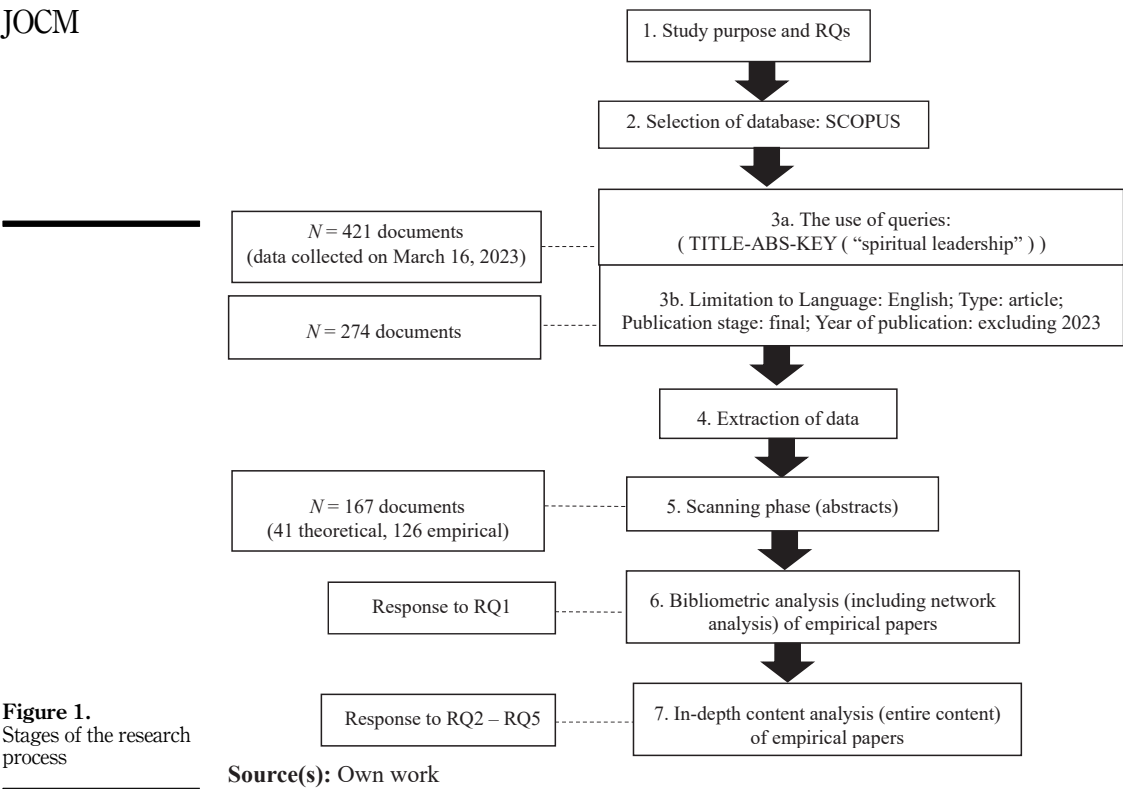 JOCM
1. Study purpose and RQs
2. Selection of database: SCOPUS
3a. The use of queries:
( TITLE-ABS-KEY ( “spiritual leadership” ) )
N = 421 documents
(data collected on March 16, 2023)
3b. Limitation to Language: English; Type: article;
Publication stage: final; Year of publication: excluding 2023
N = 274 documents
4. Extraction of data
5. Scanning phase (abstracts)
N = 167 documents
(41 theoretical, 126 empirical)
6. Bibliometric analysis (including network
analysis) of empirical papers
Response to RQ1
7. In-depth content analysis (entire content)
of empirical papers
Response to RQ2 – RQ5
Figure 1.
Stages of the research
process
Source(s): Own work